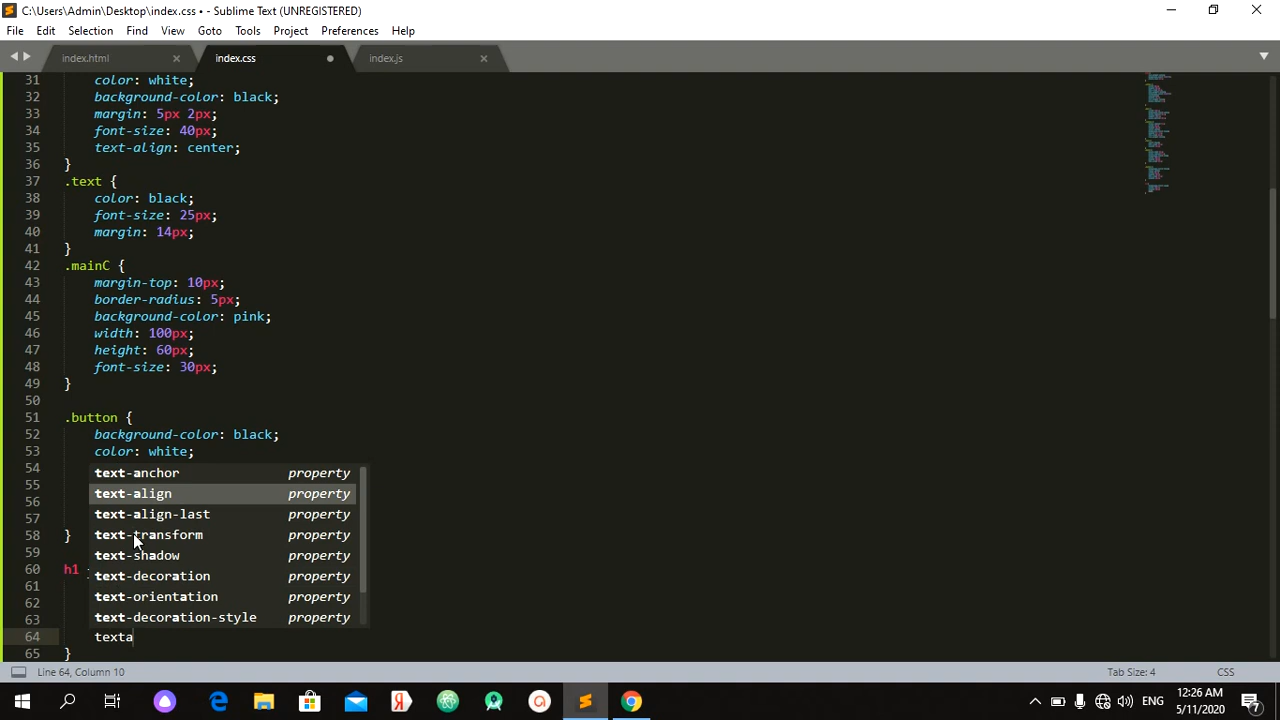 C:\Users\Admin\Desktop\index.css • - Sublime Text (UNREGISTERED)
File Edit Selection Find View Goto Tools Project Preferences Help
index.html index.css index.js
31 color: white;
32 background-color: black;
33 margin: 5px 2px;
34 font-size: 40px;
35 text-align: center;
36 }
37 .text {
38 color: black;
39 font-size: 25px;
40 margin: 14px;
41 }
42 .mainC {
43 margin-top: 10px;
44 border-radius: 5px;
45 background-color: pink;
46 width: 100px;
47 height: 60px;
48 font-size: 30px;
49 }
50
51 .button {
52 background-color: black;
53 color: white;
54 text-anchor property
55 text-align property
56 text-align-last property
57
58 } text-transform property
59 text-shadow property
60 h1 text-decoration property
61 text-orientation property
62
63 text-decoration-style property
64 texta
65 }
Line 64, Column 10 Tab Size: 4 CSS
ENG 12:26 AM
5/11/2020 7